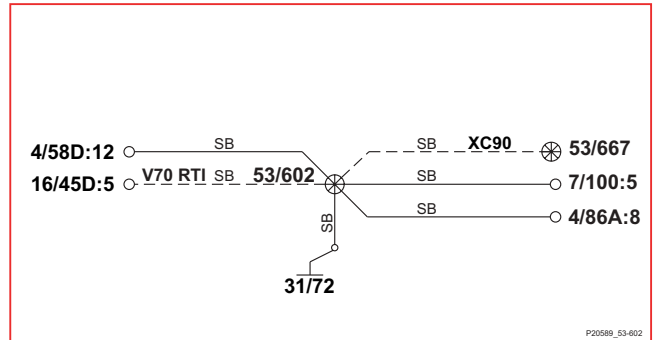 SB
SB XC90
4/58D:12
53/667
16/45D:5
V70 RTI SB
53/602
SB
7/100:5
SB
4/86A:8
SB
31/72
P20589_53-602